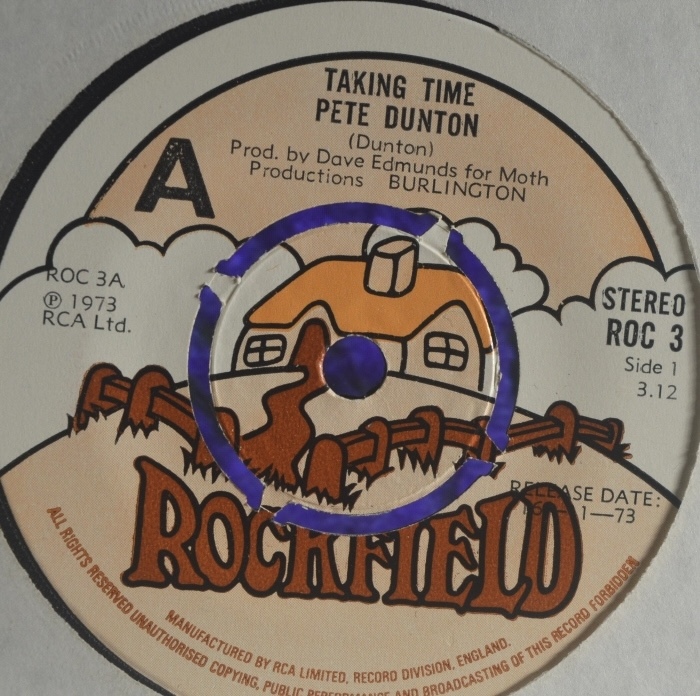 TAKING TIME
PETE DUNTON
(Dunton)
Prod. by Dave Edmunds for Moth
Productions BURLINGTON
A
ROC 3A
℗ 1973
RCA Ltd.
STEREO
ROC 3
Side 1
3.12
RELEASE DATE:
1—73
ROCKFIELD
ALL RIGHTS RESERVED UNAUTHORISED COPYING, PUBLIC PERFORMANCE AND BROADCASTING OF THIS RECORD FORBIDDEN
MANUFACTURED BY RCA LIMITED, RECORD DIVISION, ENGLAND.